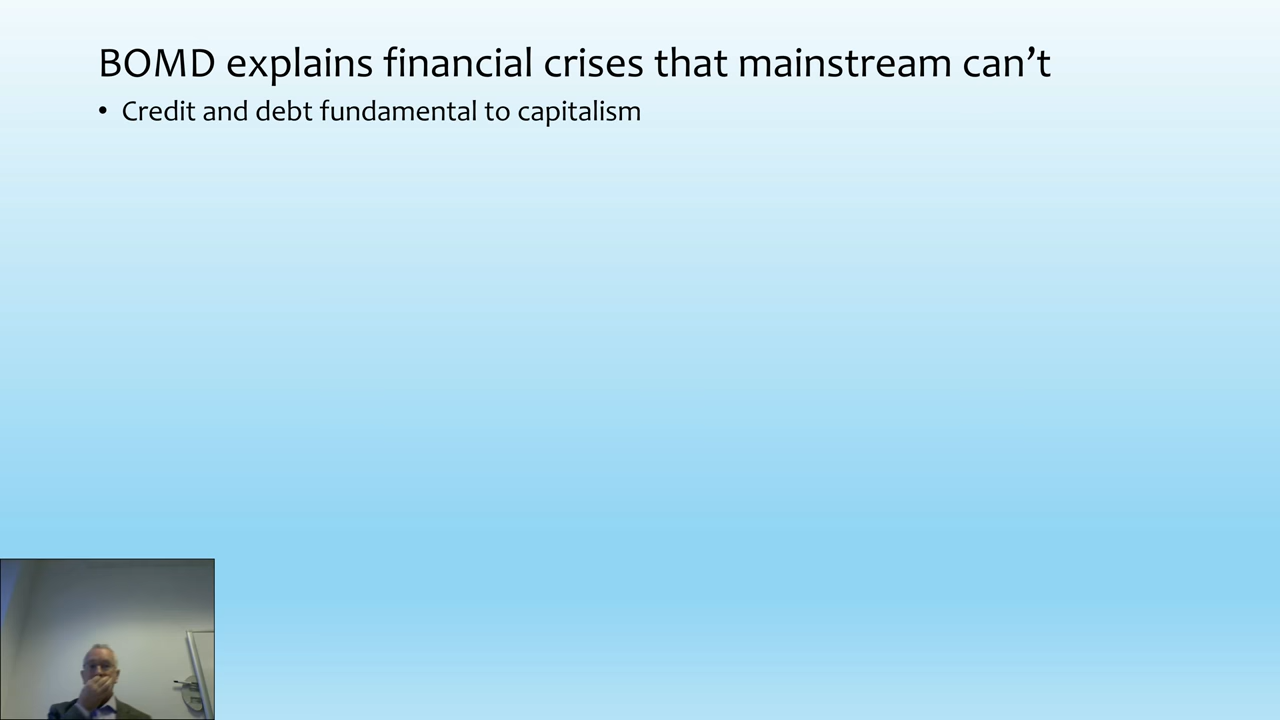 BOMD explains financial crises that mainstream can’t
• Credit and debt fundamental to capitalism